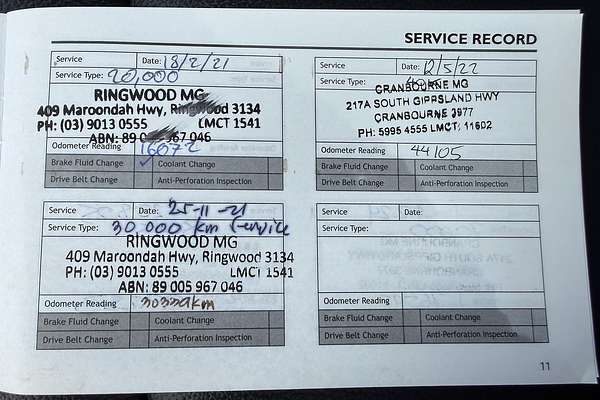 SERVICE RECORD
Service Date: 18/2/21
Service Type: 20,000
RINGWOOD MG
409 Maroondah Hwy, Ringwood 3134
PH: (03) 9013 0555 LMCT 1541
ABN: 89 0 967 046
Odometer Reading
Brake Fluid Change ✓ Coolant Change
Drive Belt Change Anti-Perforation Inspection
Service Date: 12/5/22
Service Type:
CRANBOURNE MG
217A SOUTH GIPPSLAND HWY
CRANBOURNE 3977
PH: 5995 4555 LMCT: 11602
Odometer Reading 44105
Brake Fluid Change Coolant Change
Drive Belt Change Anti-Perforation Inspection
Service Date: 25-11-21
Service Type: 30,000 km Service
RINGWOOD MG
409 Maroondah Hwy, Ringwood 3134
PH: (03) 9013 0555 LMCT 1541
ABN: 89 005 967 046
Odometer Reading
Brake Fluid Change Coolant Change
Drive Belt Change Anti-Perforation Inspection
Service Date:
Service Type:
Odometer Reading
Brake Fluid Change Coolant Change
Drive Belt Change Anti-Perforation Inspection
11